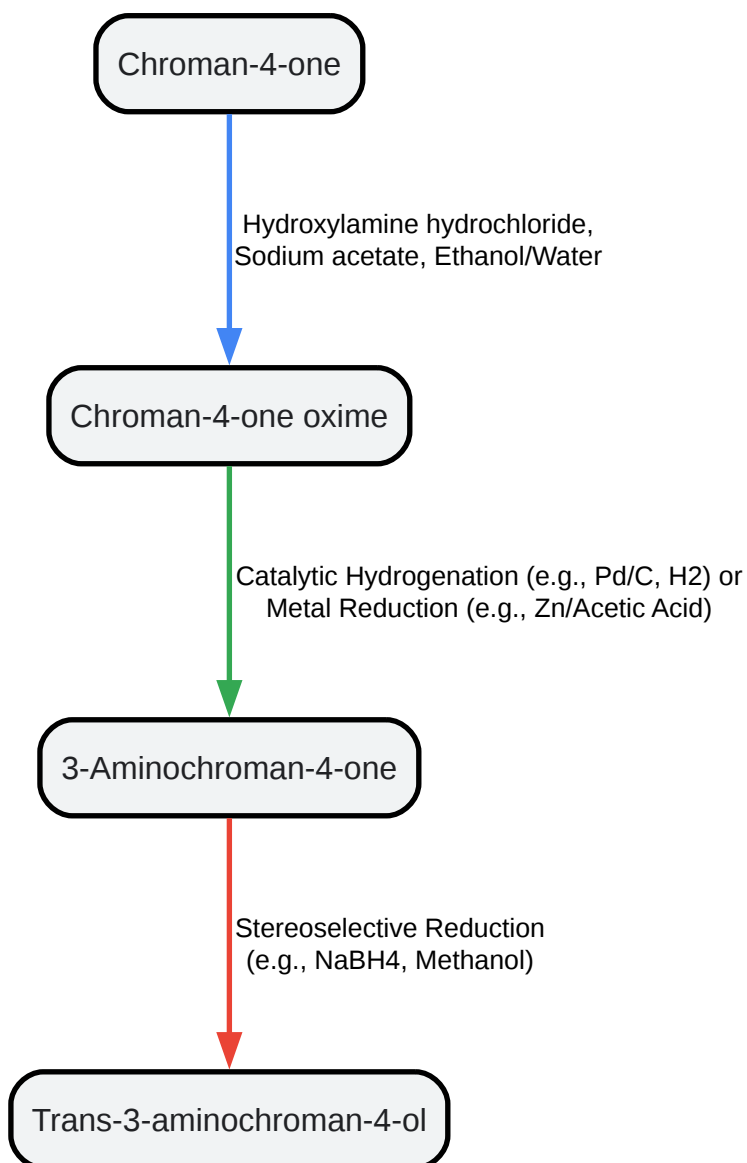 Chroman-4-one
Hydroxylamine hydrochloride,
Sodium acetate, Ethanol/Water
Chroman-4-one oxime
Catalytic Hydrogenation (e.g., Pd/C, H2) or
Metal Reduction (e.g., Zn/Acetic Acid)
3-Aminochroman-4-one
Stereoselective Reduction
(e.g., NaBH4, Methanol)
Trans-3-aminochroman-4-ol